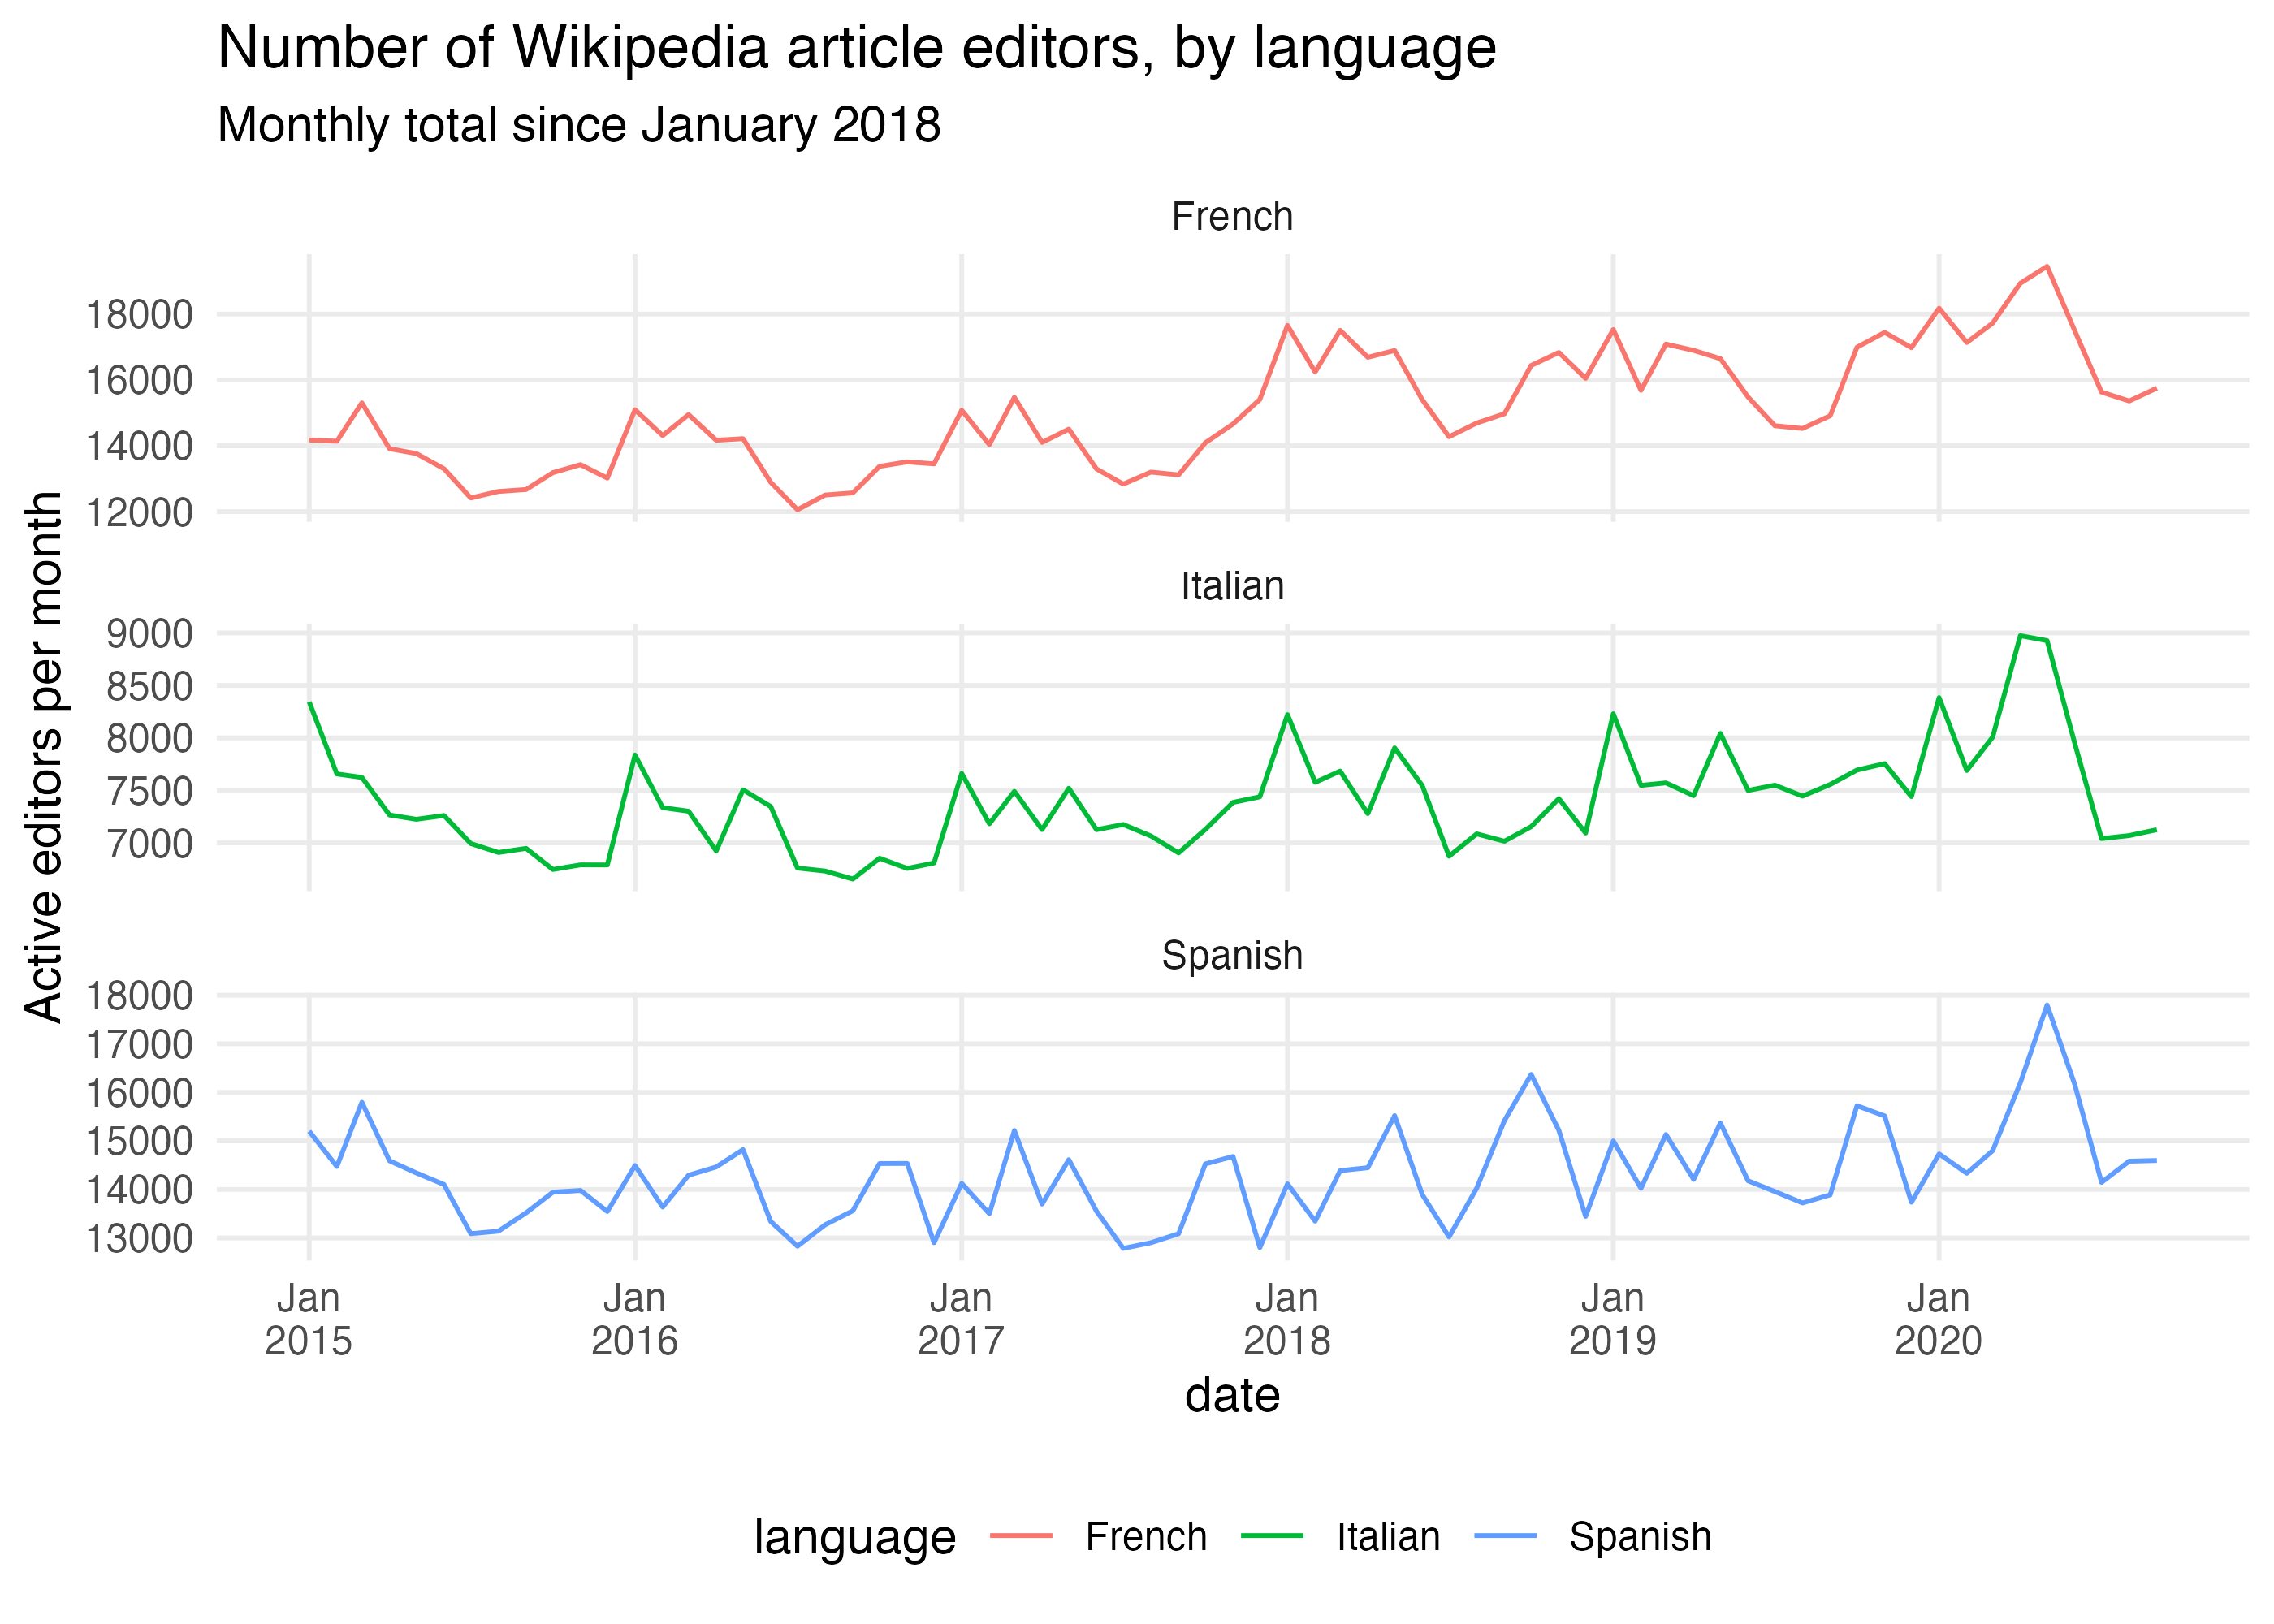 Number of Wikipedia article editors, by language
Monthly total since January 2018
French
18000
16000
14000
12000
Italian
9000
8500
8000
7500
7000
Spanish
18000
17000
16000
15000
14000
13000
Active editors per month
Jan Jan Jan Jan Jan Jan
2015 2016 2017 2018 2019 2020
date
language French Italian Spanish